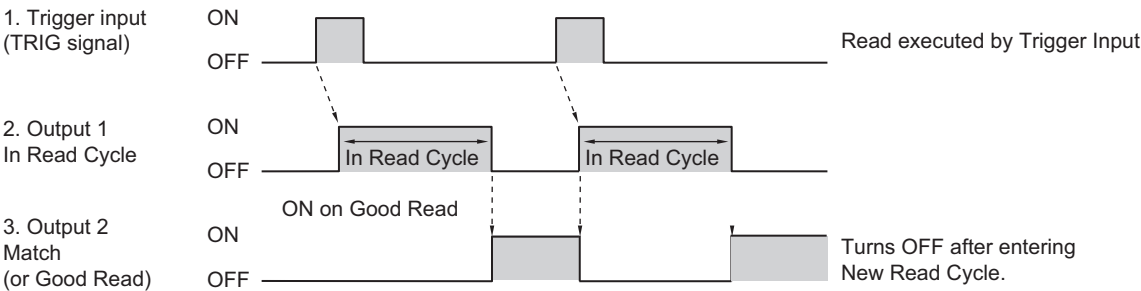 1. Trigger input
(TRIG signal)
ON
OFF
Read executed by Trigger Input
2. Output 1
In Read Cycle
ON
OFF
In Read Cycle
In Read Cycle
ON on Good Read
3. Output 2
Match
(or Good Read)
ON
OFF
Turns OFF after entering
New Read Cycle.